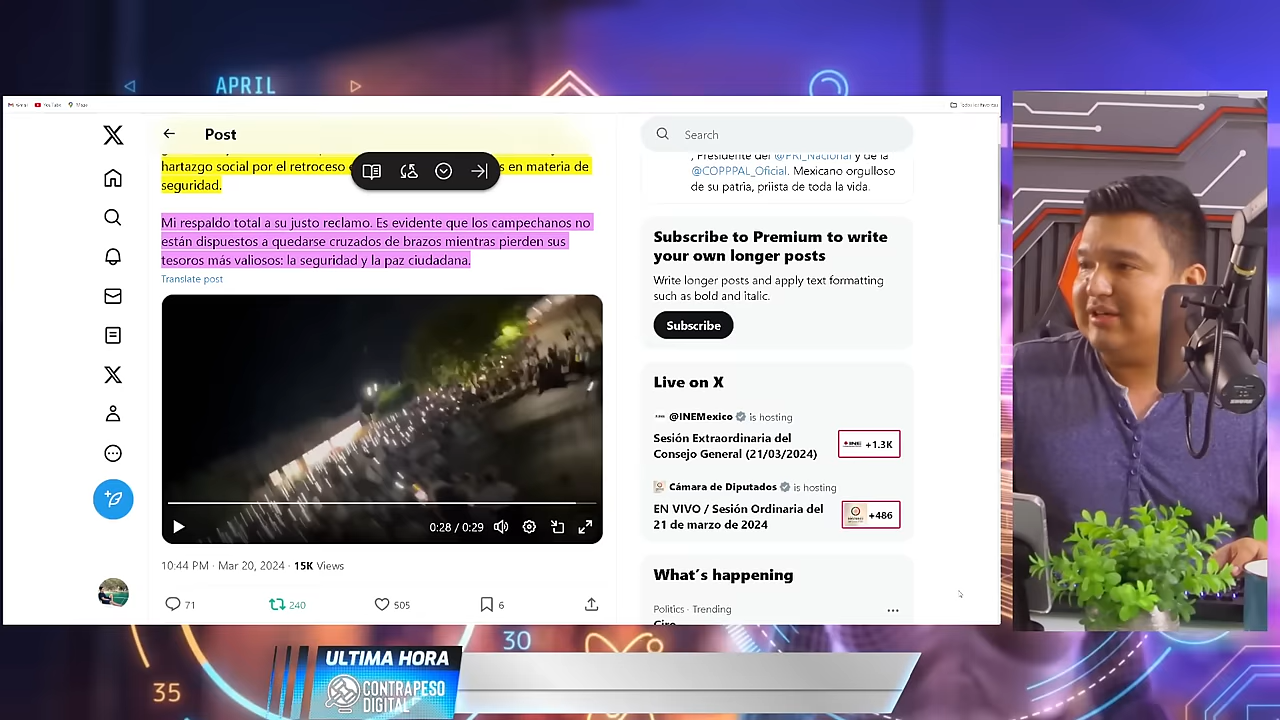 APRIL
YouTube
Post
Search
hartazgo social por el retroceso
s en materia de
seguridad.
Mi respaldo total a su justo reclamo. Es evidente que los campechanos no
están dispuestos a quedarse cruzados de brazos mientras pierden sus
tesoros más valiosos: la seguridad y la paz ciudadana.
Translate post
0:28 / 0:29
10:44 PM · Mar 20, 2024 · 15K Views
71
240
505
6
, Presidente del @PRI_Nacional y de la
@COPPPAL_Oficial. Mexicano orgulloso
de su patria, priista de toda la vida.
Subscribe to Premium to write
your own longer posts
Write longer posts and apply text formatting
such as bold and italic.
Subscribe
Live on X
@INEMexico is hosting
Sesión Extraordinaria del
Consejo General (21/03/2024)
INE +1.3K
Cámara de Diputados is hosting
EN VIVO / Sesión Ordinaria del
21 de marzo de 2024
+486
What's happening
Politics · Trending
30
35
ULTIMA HORA
CONTRAPESO
DIGITAL